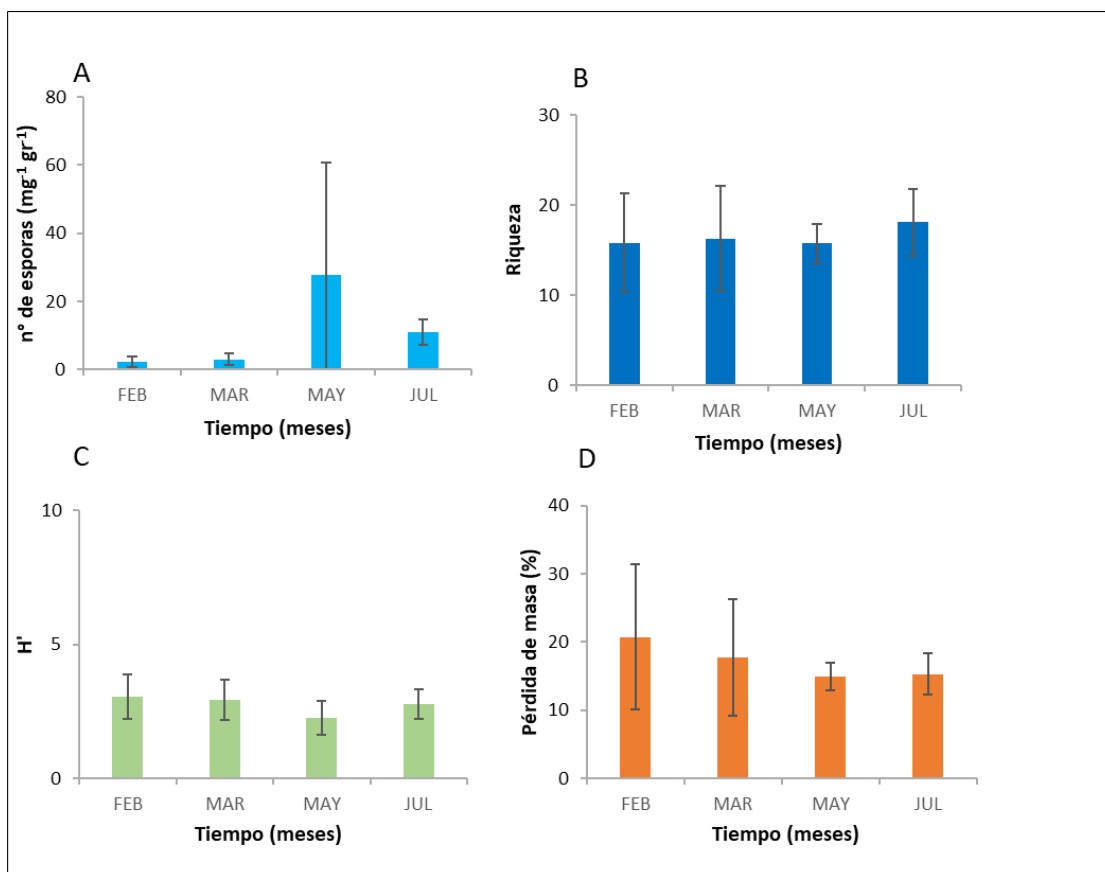 A
n° de esporas (mg⁻¹ gr⁻¹)
80
60
40
20
0
FEB MAR MAY JUL
Tiempo (meses)
B
Riqueza
30
20
10
0
FEB MAR MAY JUL
Tiempo (meses)
C
H'
10
5
0
FEB MAR MAY JUL
Tiempo (meses)
D
Pérdida de masa (%)
40
30
20
10
0
FEB MAR MAY JUL
Tiempo (meses)